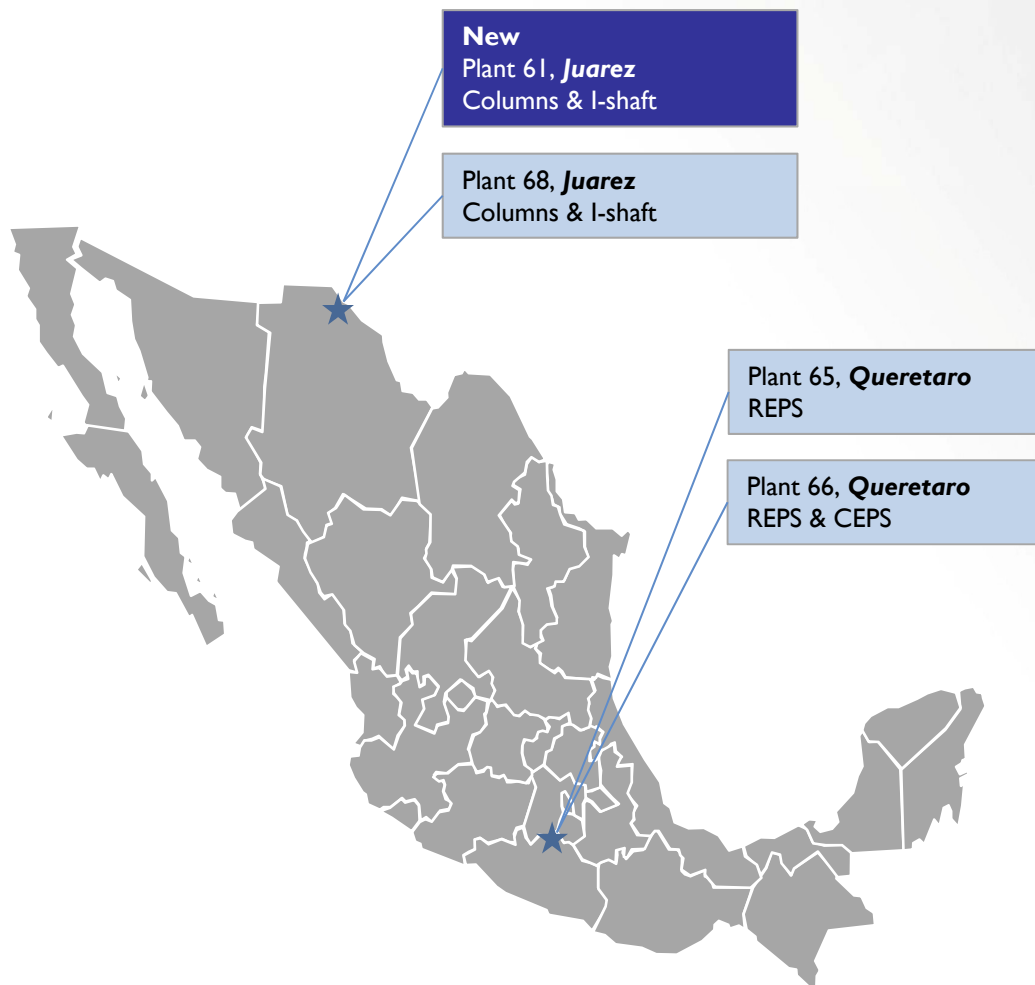 New
Plant 61, Juarez
Columns & I-shaft
Plant 68, Juarez
Columns & I-shaft
Plant 65, Queretaro
REPS
Plant 66, Queretaro
REPS & CEPS